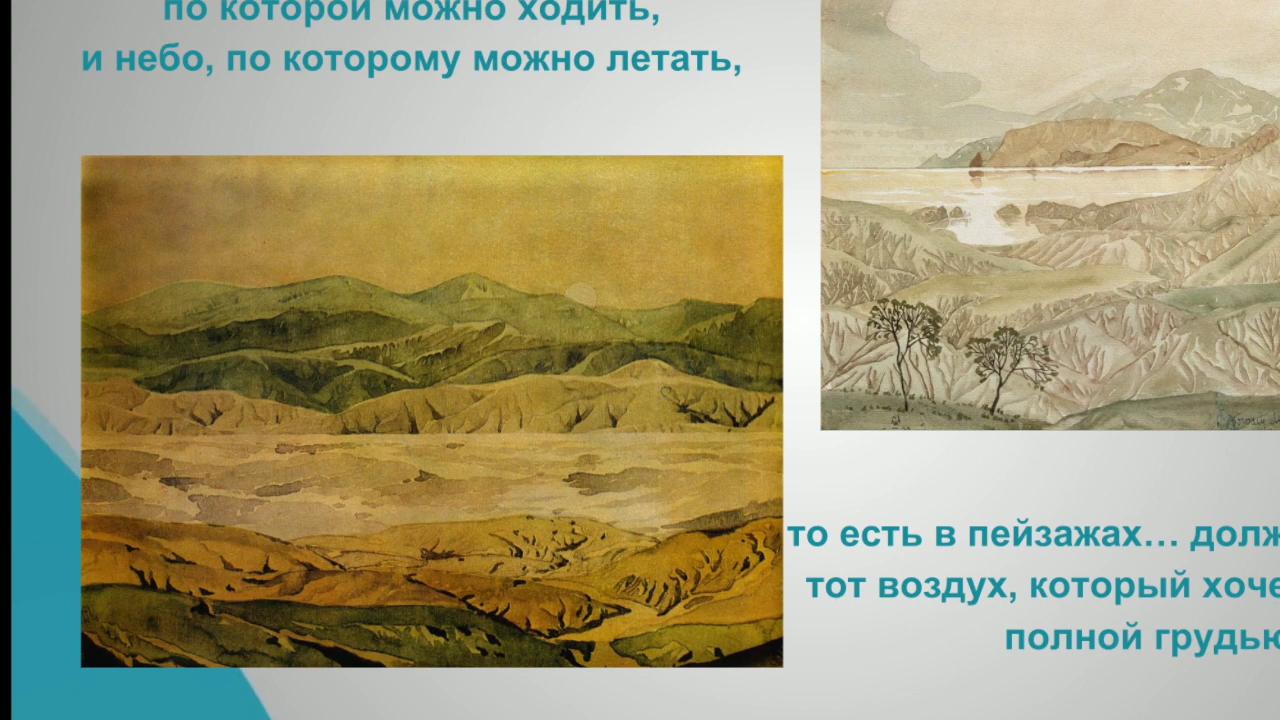 по которой можно ходить,
и небо, по которому можно летать,
то есть в пейзажах… долж
тот воздух, который хоче
полной грудью